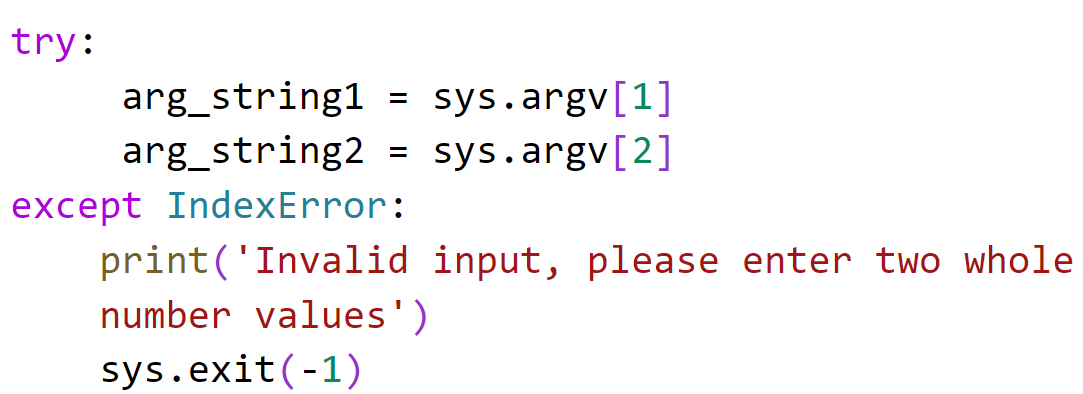 try:
     arg_string1 = sys.argv[1]
     arg_string2 = sys.argv[2]
except IndexError:
    print('Invalid input, please enter two whole
    number values')
    sys.exit(-1)